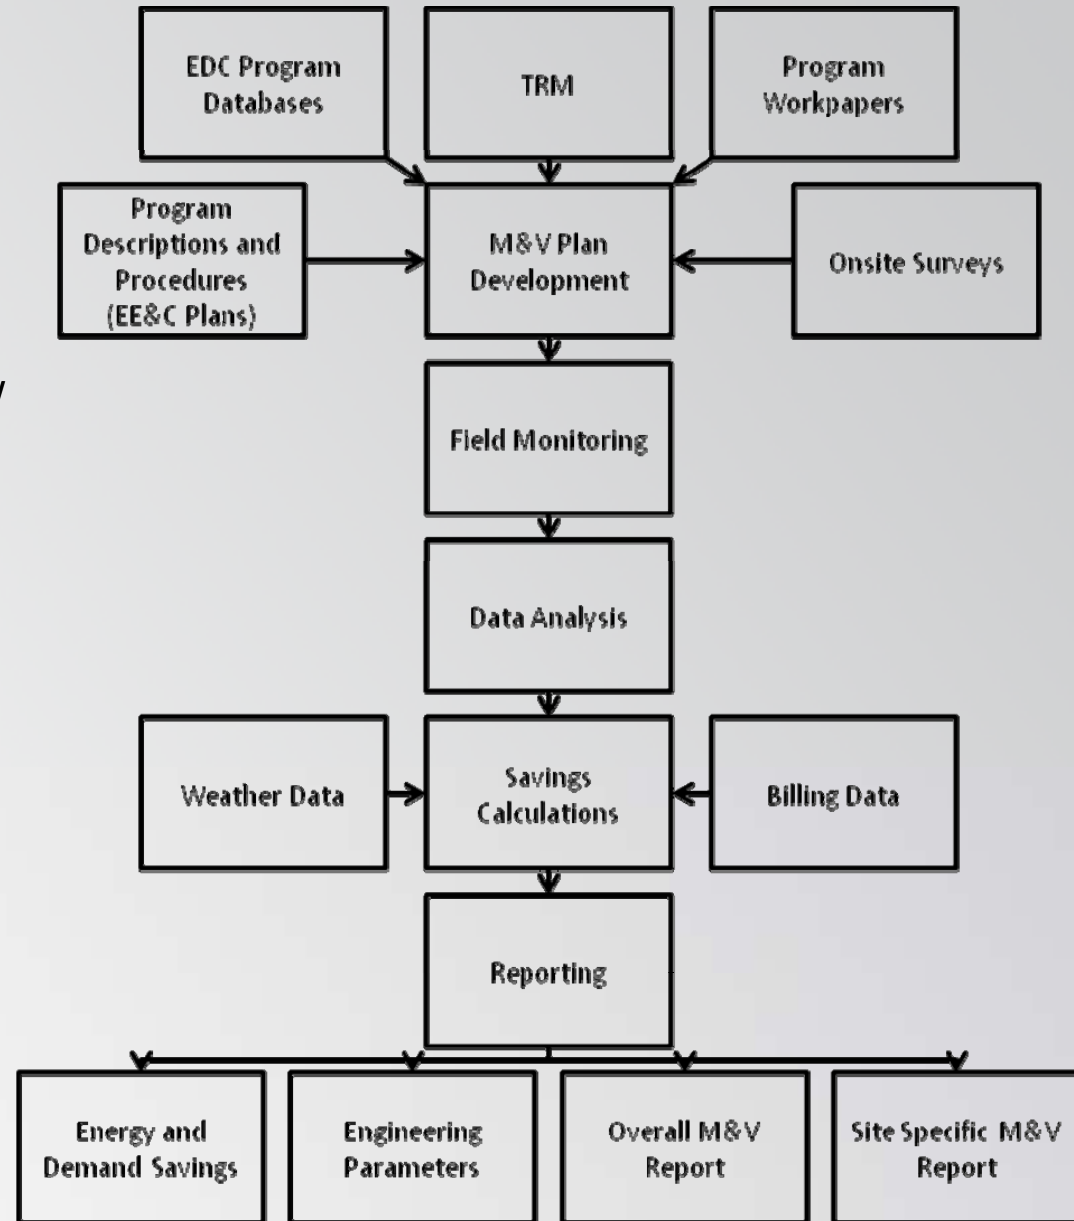 EDC Program
Databases
TRM
Program
Workpapers
Program
Descriptions and
Procedures
(EE&C Plans)
M&V Plan
Development
Onsite Surveys
Field Monitoring
Data Analysis
Weather Data
Savings
Calculations
Billing Data
Reporting
Energy and
Demand Savings
Engineering
Parameters
Overall M&V
Report
Site Specific M&V
Report